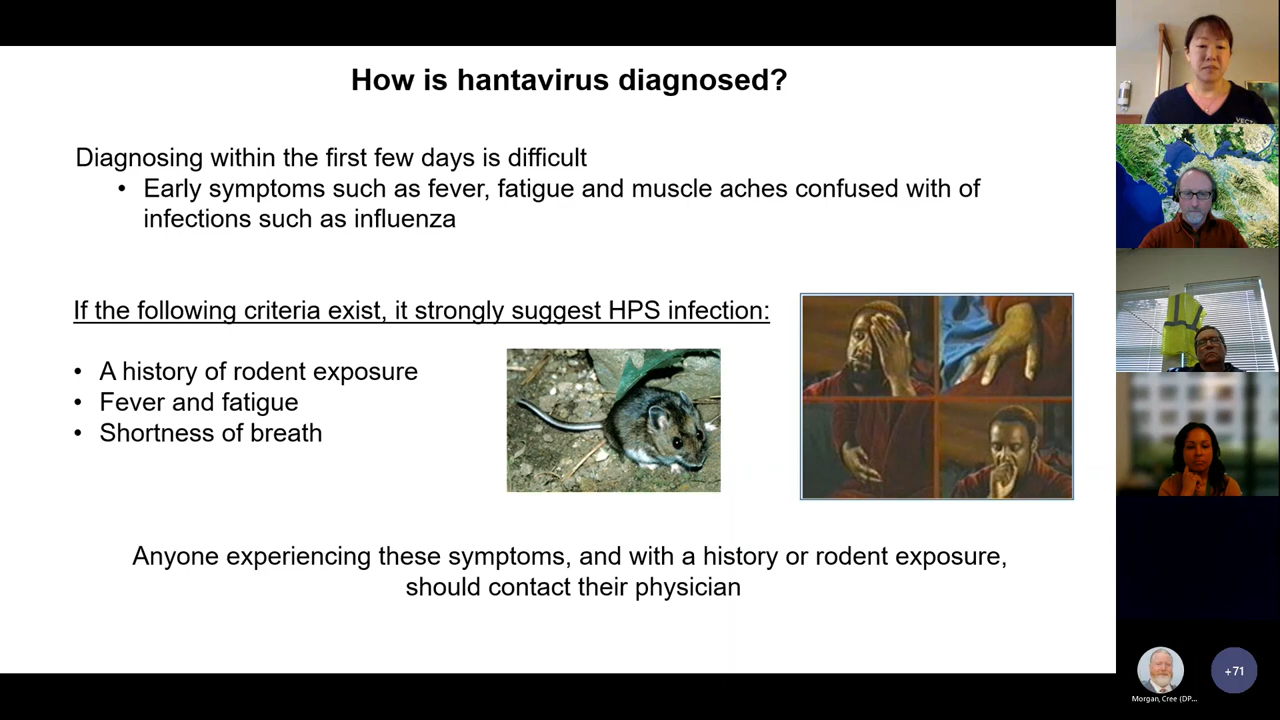 How is hantavirus diagnosed?
Diagnosing within the first few days is difficult
• Early symptoms such as fever, fatigue and muscle aches confused with of
infections such as influenza
If the following criteria exist, it strongly suggest HPS infection:
• A history of rodent exposure
• Fever and fatigue
• Shortness of breath
Anyone experiencing these symptoms, and with a history or rodent exposure,
should contact their physician
VECT
+71
Morgan, Cree (DP...